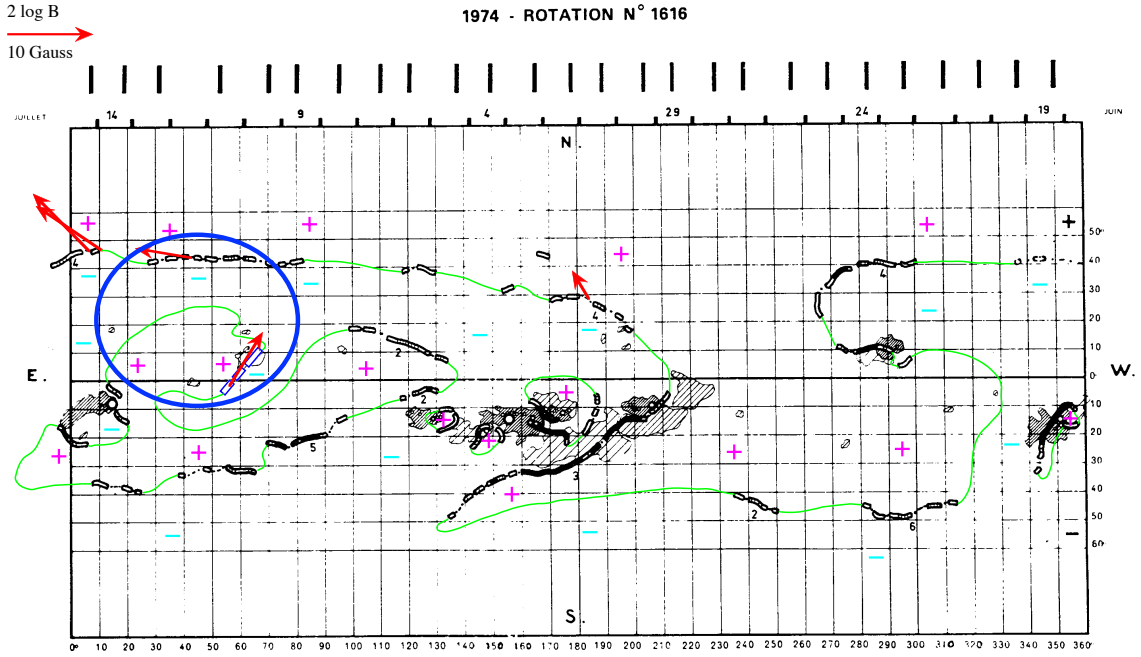 2 log B
10 Gauss
1974 - ROTATION N° 1616
JUILLET 14 9 4 29 24 19 JUIN
N.
+ + + + + +
50°
4 4 40
30
4
20
2 10
E. 0° W.
2 10
20
5 3 30
40
2 6 50
60°
S.
0° 10 20 30 40 50 60 70 80 90 100 110 120 130 140 150 160 170 180 190 200 210 220 230 240 250 260 270 280 290 300 310 320 330 340 350 360°